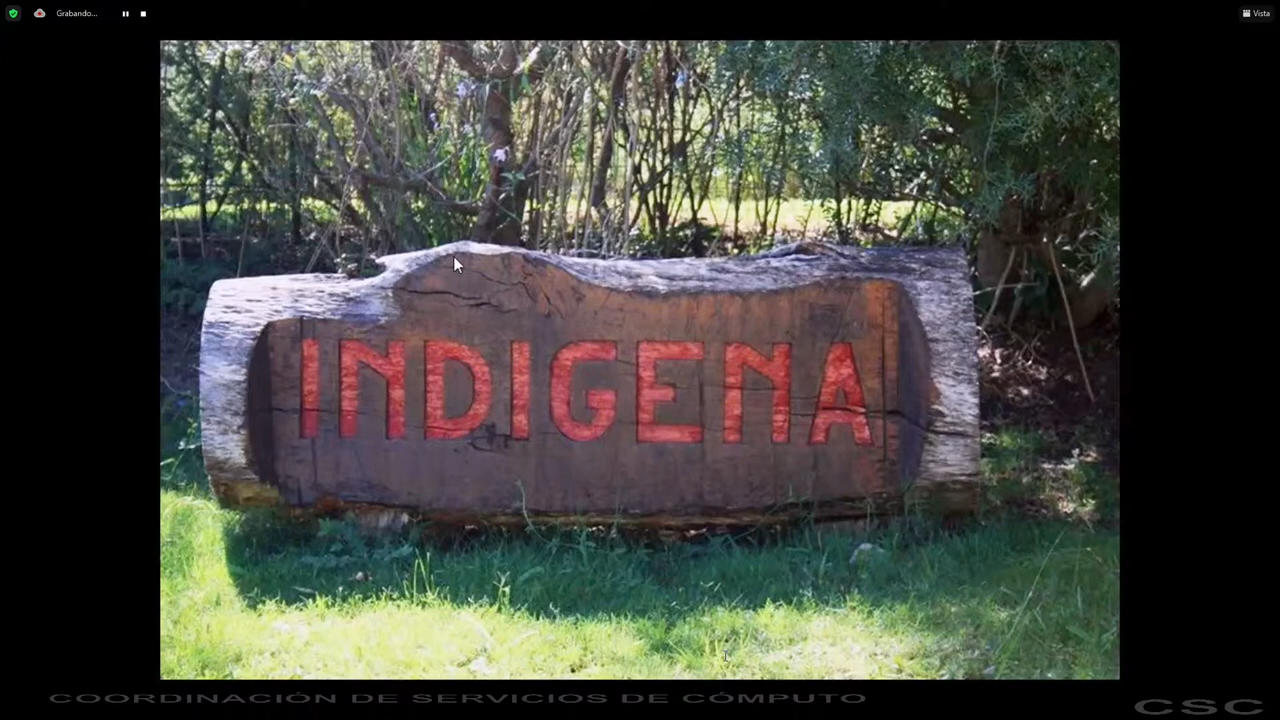 Grabando...
Vista
INDIGENA
COORDINACIÓN DE SERVICIOS DE CÓMPUTO
CSC